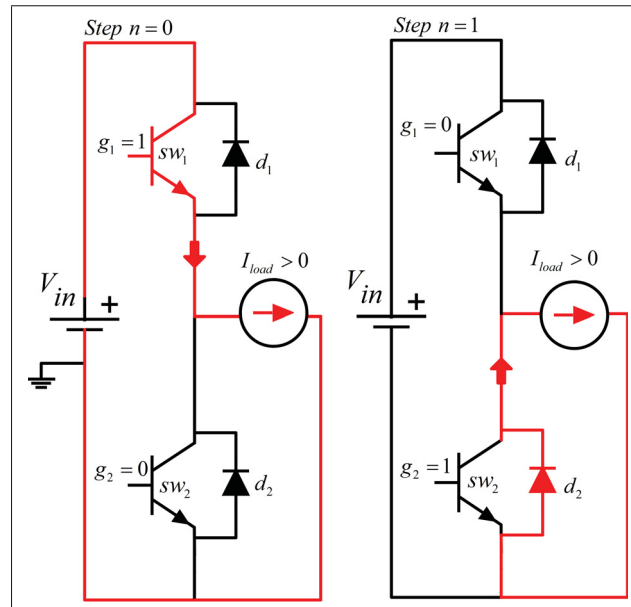 Step n = 0
g1 = 1
sw1
d1
Vin
+
Iload > 0
g2 = 0
sw2
d2
Step n = 1
g1 = 0
sw1
d1
Vin
+
Iload > 0
g2 = 1
sw2
d2